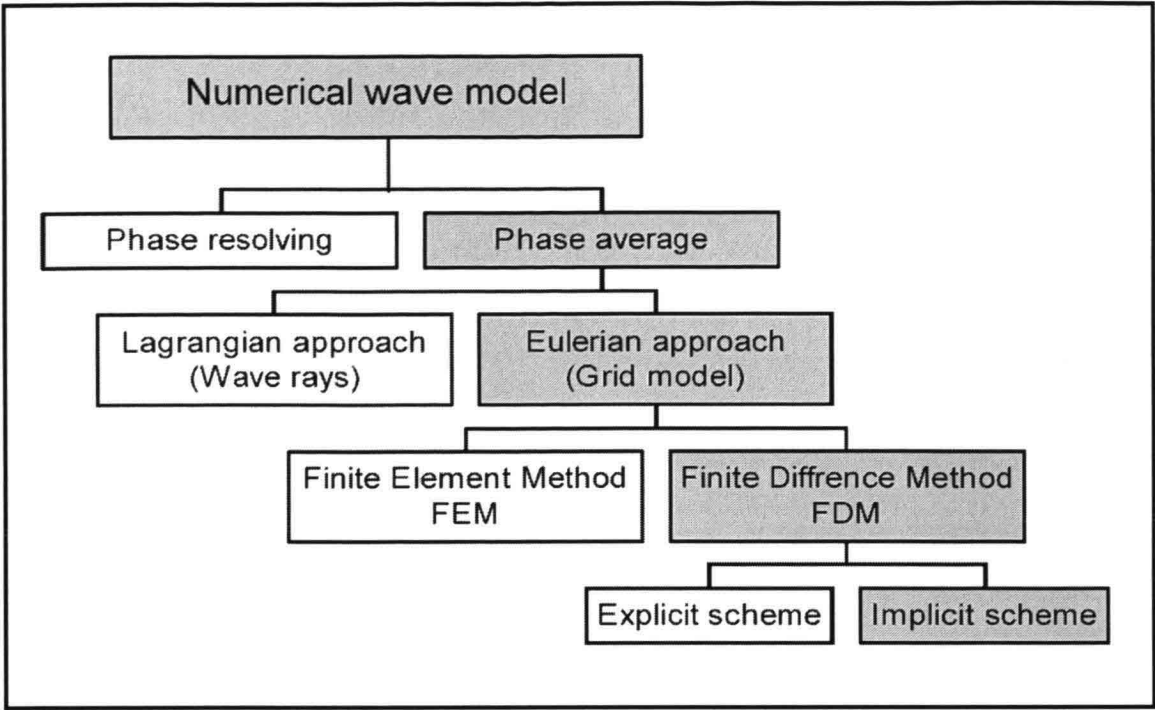 Numerical wave model
Phase resolving
Phase average
Lagrangian approach
(Wave rays)
Eulerian approach
(Grid model)
Finite Element Method
FEM
Finite Diffrence Method
FDM
Explicit scheme
Implicit scheme